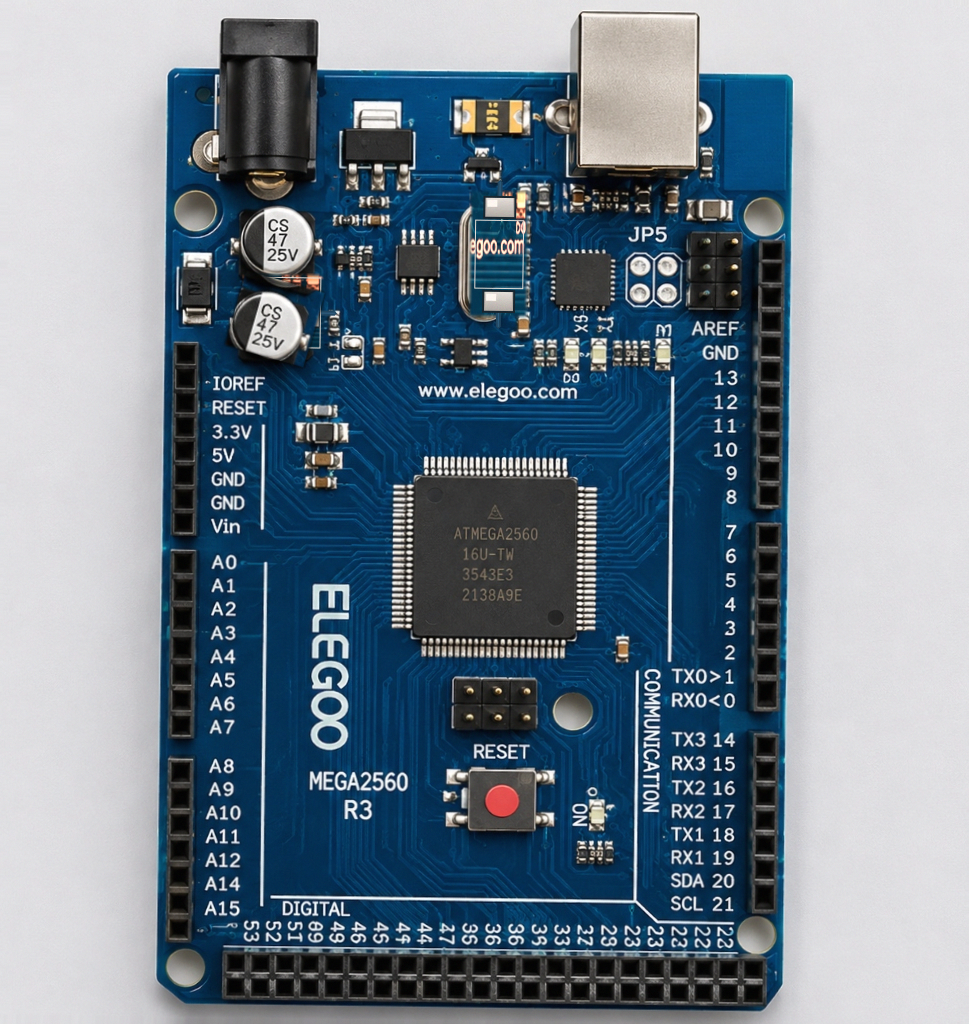 CS
47
25V
CS
47
25V
egoo.com
JP5
AREF
GND
13
12
11
10
9
8
7
6
5
4
3
2
TX0>1
RX0<0
TX3 14
RX3 15
TX2 16
RX2 17
TX1 18
RX1 19
SDA 20
SCL 21
IOREF
RESET
3.3V
5V
GND
GND
Vin
A0
A1
A2
A3
A4
A5
A6
A7
A8
A9
A10
A11
A12
A14
A15
www.elegoo.com
ATMEGA2560
16U-TW
3543E3
2138A9E
ELEGOO
MEGA2560
R3
RESET
ON
COMMUNICATION
DIGITAL